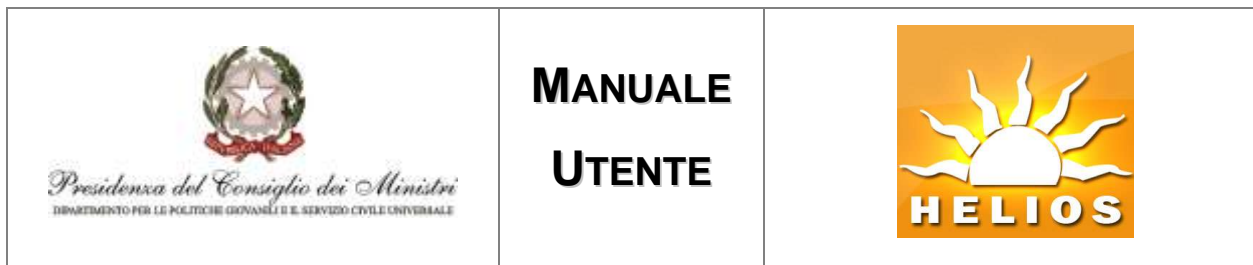 Presidenza del Consiglio dei Ministri
DIPARTIMENTO PER LE POLITICHE GIOVANILI E IL SERVIZIO CIVILE UNIVERSALE
MANUALE
UTENTE
HELIOS